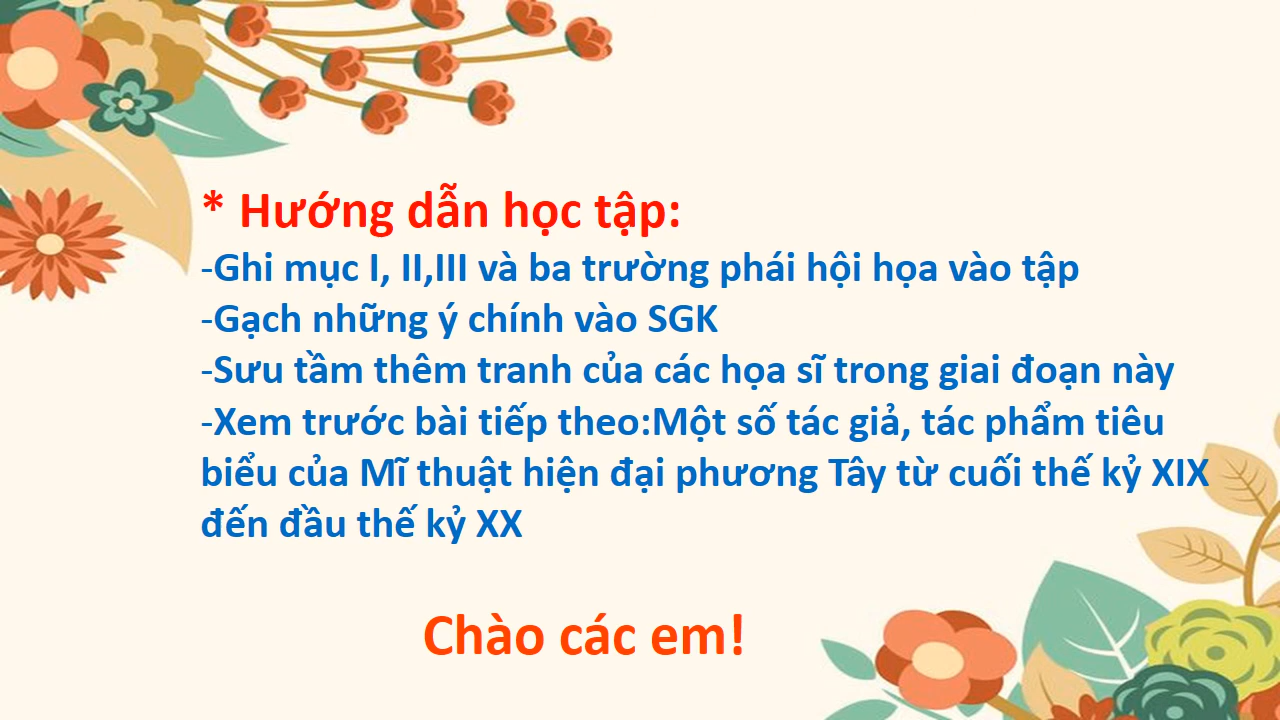 * Hướng dẫn học tập:
-Ghi mục I, II,III và ba trường phái hội họa vào tập
-Gạch những ý chính vào SGK
-Sưu tầm thêm tranh của các họa sĩ trong giai đoạn này
-Xem trước bài tiếp theo:Một số tác giả, tác phẩm tiêu
biểu của Mĩ thuật hiện đại phương Tây từ cuối thế kỷ XIX
đến đầu thế kỷ XX
Chào các em!